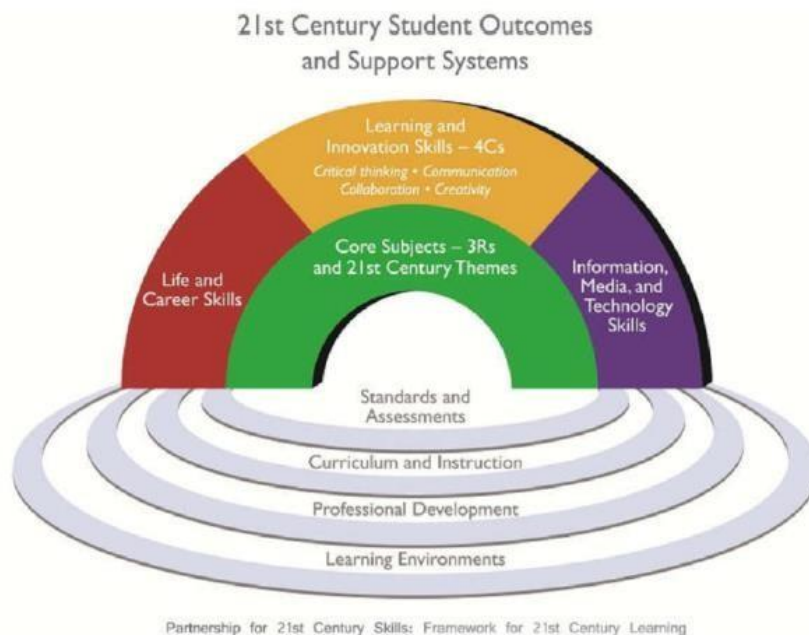 21st Century Student Outcomes
and Support Systems
Learning and
Innovation Skills – 4Cs
Critical thinking • Communication
Collaboration • Creativity
Core Subjects – 3Rs
and 21st Century Themes
Life and
Career Skills
Information,
Media, and
Technology
Skills
Standards and
Assessments
Curriculum and Instruction
Professional Development
Learning Environments
Partnership for 21st Century Skills: Framework for 21st Century Learning